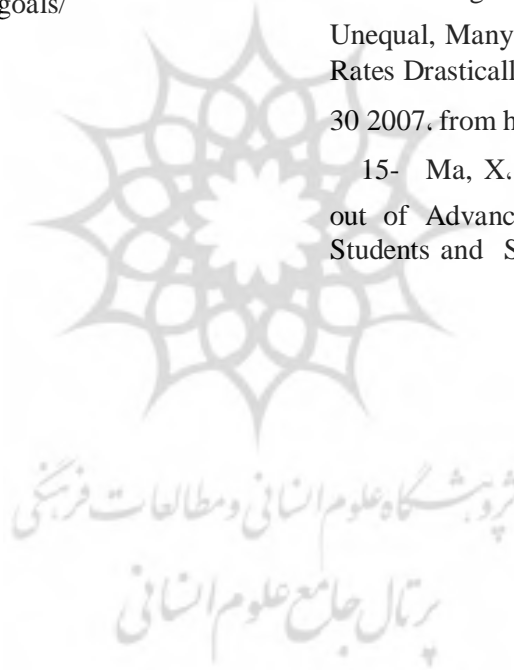 goals/
Unequal, Many
Rates Drastical
30 2007، from h
15- Ma, X.
out of Advanc
Students and S
پژوهشگاه علوم انسانی و مطالعات فرهنگی
پرتال جامع علوم انسانی